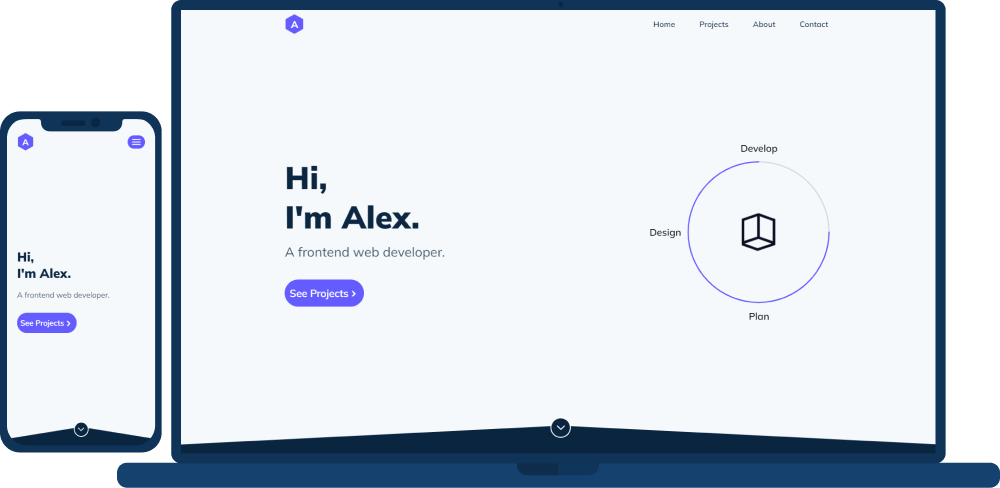 A
Hi,
I'm Alex.
A frontend web developer.
See Projects
A
Home Projects About Contact
Hi,
I'm Alex.
A frontend web developer.
See Projects
Develop
Design
Plan